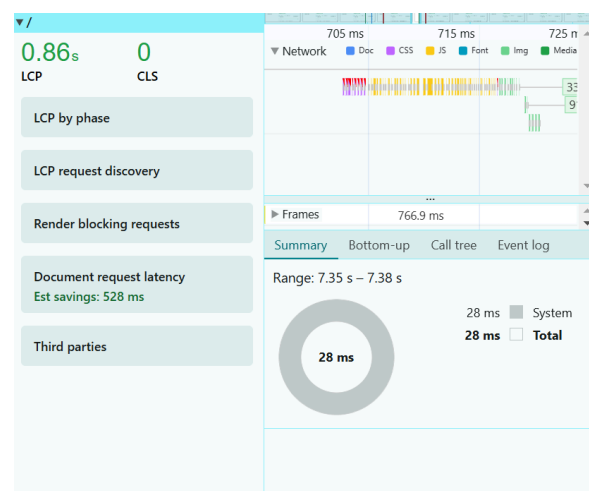 /
0.86s
0
LCP
CLS
LCP by phase
LCP request discovery
Render blocking requests
Document request latency
Est savings: 528 ms
Third parties
705 ms
715 ms
725 m
Network
Doc
CSS
JS
Font
Img
Media
33
9
...
Frames
766.9 ms
Summary
Bottom-up
Call tree
Event log
Range: 7.35 s – 7.38 s
28 ms
28 ms System
28 ms Total